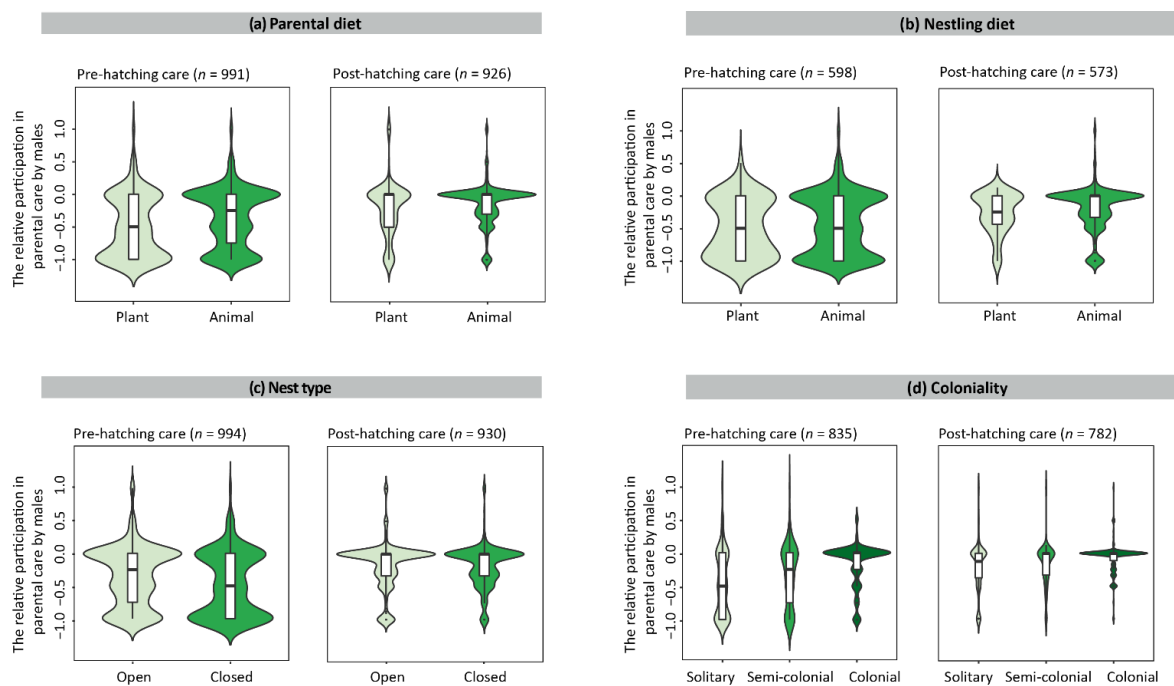 (a) Parental diet
Pre-hatching care (n = 991)
Post-hatching care (n = 926)
The relative participation in
parental care by males
1.0
0.5
0.0
−0.5
−1.0
Plant
Animal
Plant
Animal
(b) Nestling diet
Pre-hatching care (n = 598)
Post-hatching care (n = 573)
The relative participation in
parental care by males
1.0
0.5
0.0
−0.5
−1.0
Plant
Animal
Plant
Animal
(c) Nest type
Pre-hatching care (n = 994)
Post-hatching care (n = 930)
The relative participation in
parental care by males
1.0
0.5
0.0
−0.5
−1.0
Open
Closed
Open
Closed
(d) Coloniality
Pre-hatching care (n = 835)
Post-hatching care (n = 782)
The relative participation in
parental care by males
1.0
0.5
0.0
−0.5
−1.0
Solitary
Semi-colonial
Colonial
Solitary
Semi-colonial
Colonial